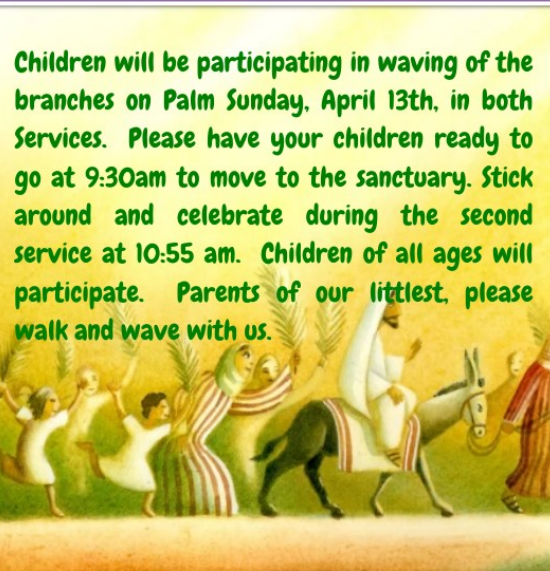 Children will be participating in waving of the
branches on Palm Sunday, April 13th, in both
Services. Please have your children ready to
go at 9:30am to move to the sanctuary. Stick
around and celebrate during the second
service at 10:55 am. Children of all ages will
participate. Parents of our littlest, please
walk and wave with us.